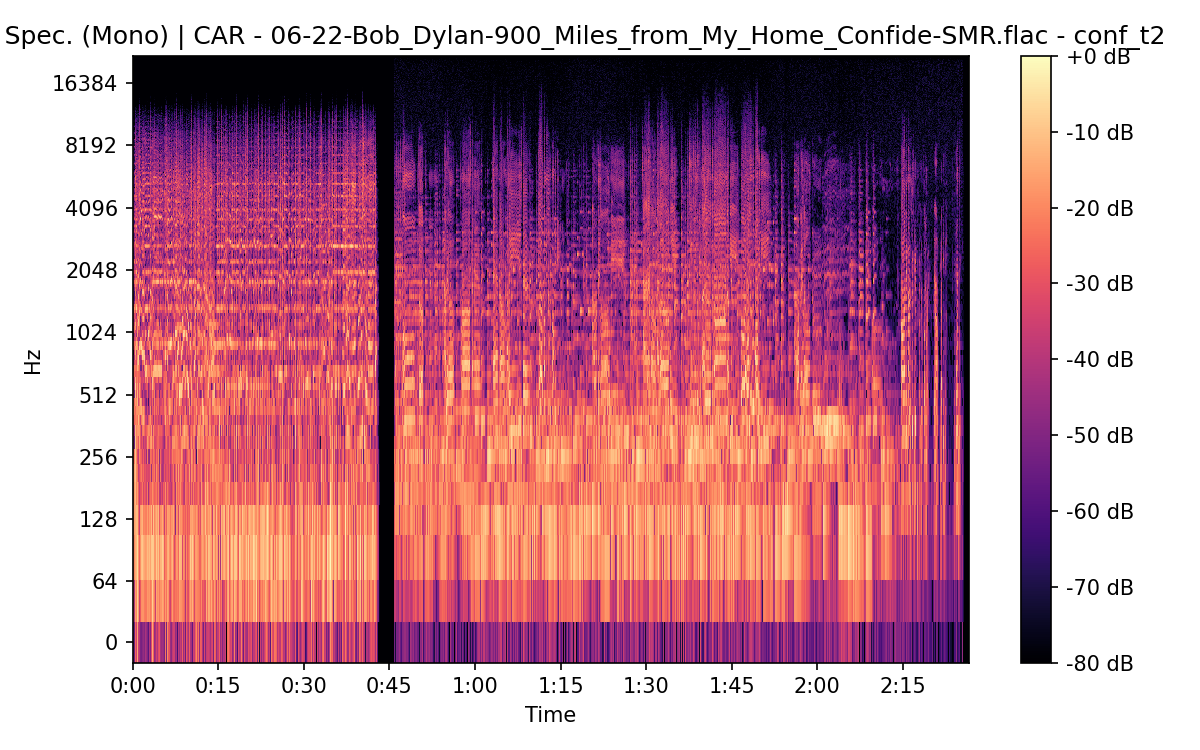 Spec. (Mono) | CAR - 06-22-Bob_Dylan-900_Miles_from_My_Home_Confide-SMR.flac - conf_t2
+0 dB
16384
-10 dB
8192
-20 dB
4096
-30 dB
2048
Hz
1024
-40 dB
512
-50 dB
256
-60 dB
128
64
-70 dB
0
-80 dB
0:00 0:15 0:30 0:45 1:00 1:15 1:30 1:45 2:00 2:15
Time